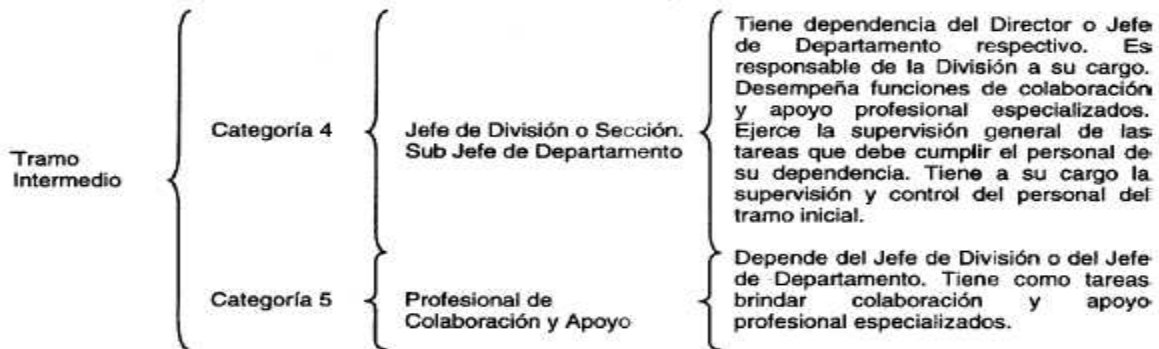 Tramo
Intermedio
Categoría 4
Jefe de División o Sección.
Sub Jefe de Departamento
Tiene dependencia del Director o Jefe
de Departamento respectivo. Es
responsable de la División a su cargo.
Desempeña funciones de colaboración
y apoyo profesional especializados.
Ejerce la supervisión general de las
tareas que debe cumplir el personal de
su dependencia. Tiene a su cargo la
supervisión y control del personal del
tramo inicial.
Categoría 5
Profesional de
Colaboración y Apoyo
Depende del Jefe de División o del Jefe
de Departamento. Tiene como tareas
brindar colaboración y apoyo
profesional especializados.